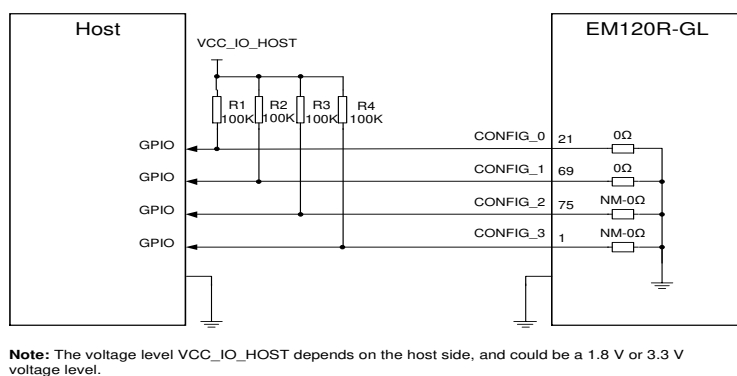 Host
EM120R-GL
VCC_IO_HOST
R1 R2 R3 R4
100K 100K 100K 100K
GPIO CONFIG_0 21 0Ω
GPIO CONFIG_1 69 0Ω
GPIO CONFIG_2 75 NM-0Ω
GPIO CONFIG_3 1 NM-0Ω
Note: The voltage level VCC_IO_HOST depends on the host side, and could be a 1.8 V or 3.3 V
voltage level.